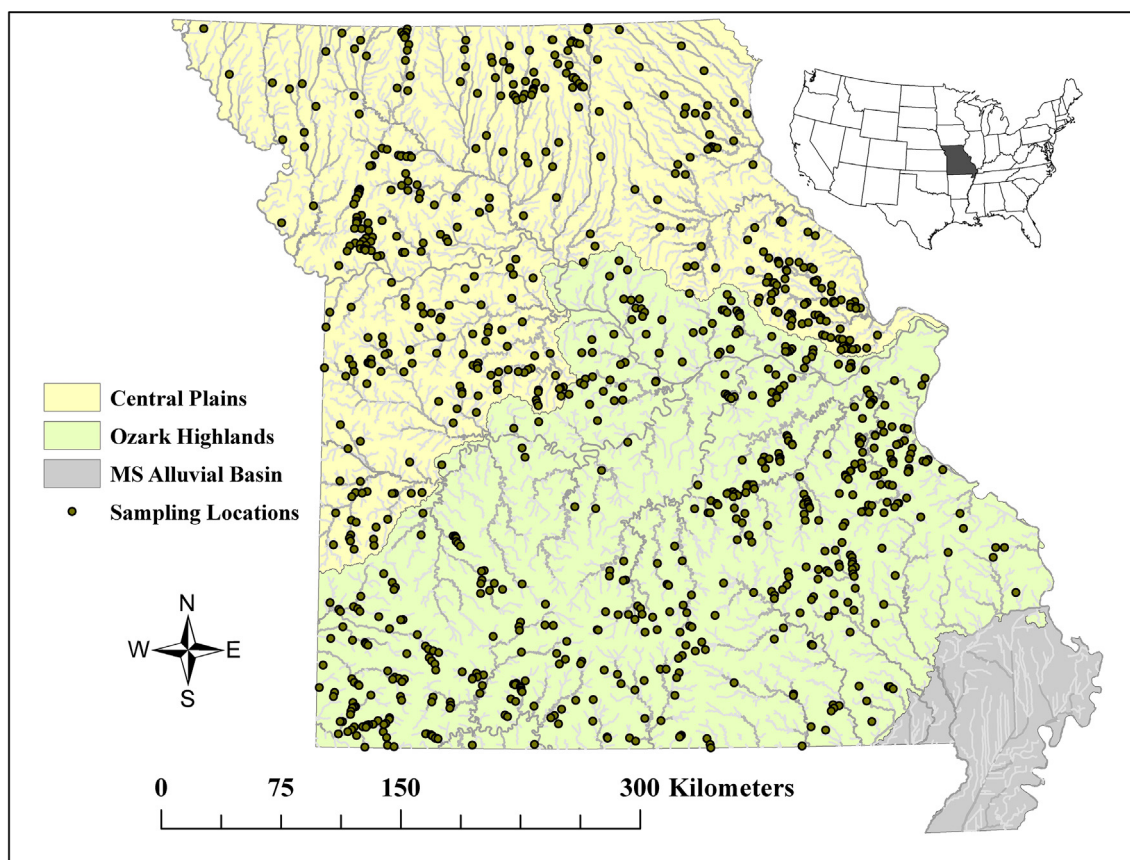 Central Plains
Ozark Highlands
MS Alluvial Basin
Sampling Locations
N
W E
S
0 75 150 300 Kilometers